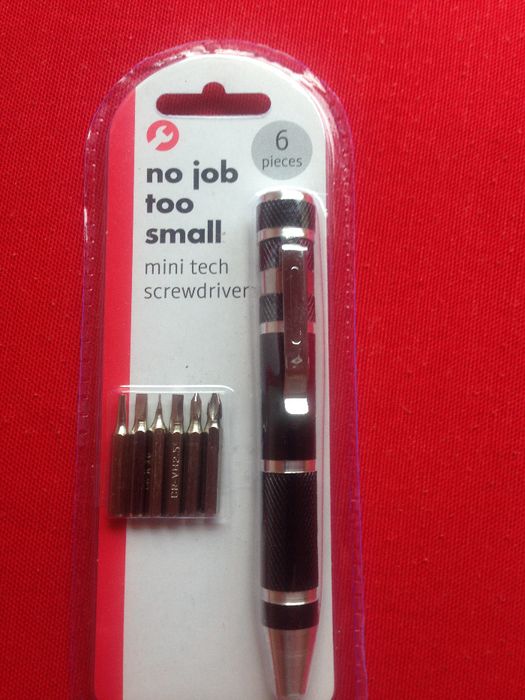 6
pieces
no job
too
small
mini tech
screwdriver